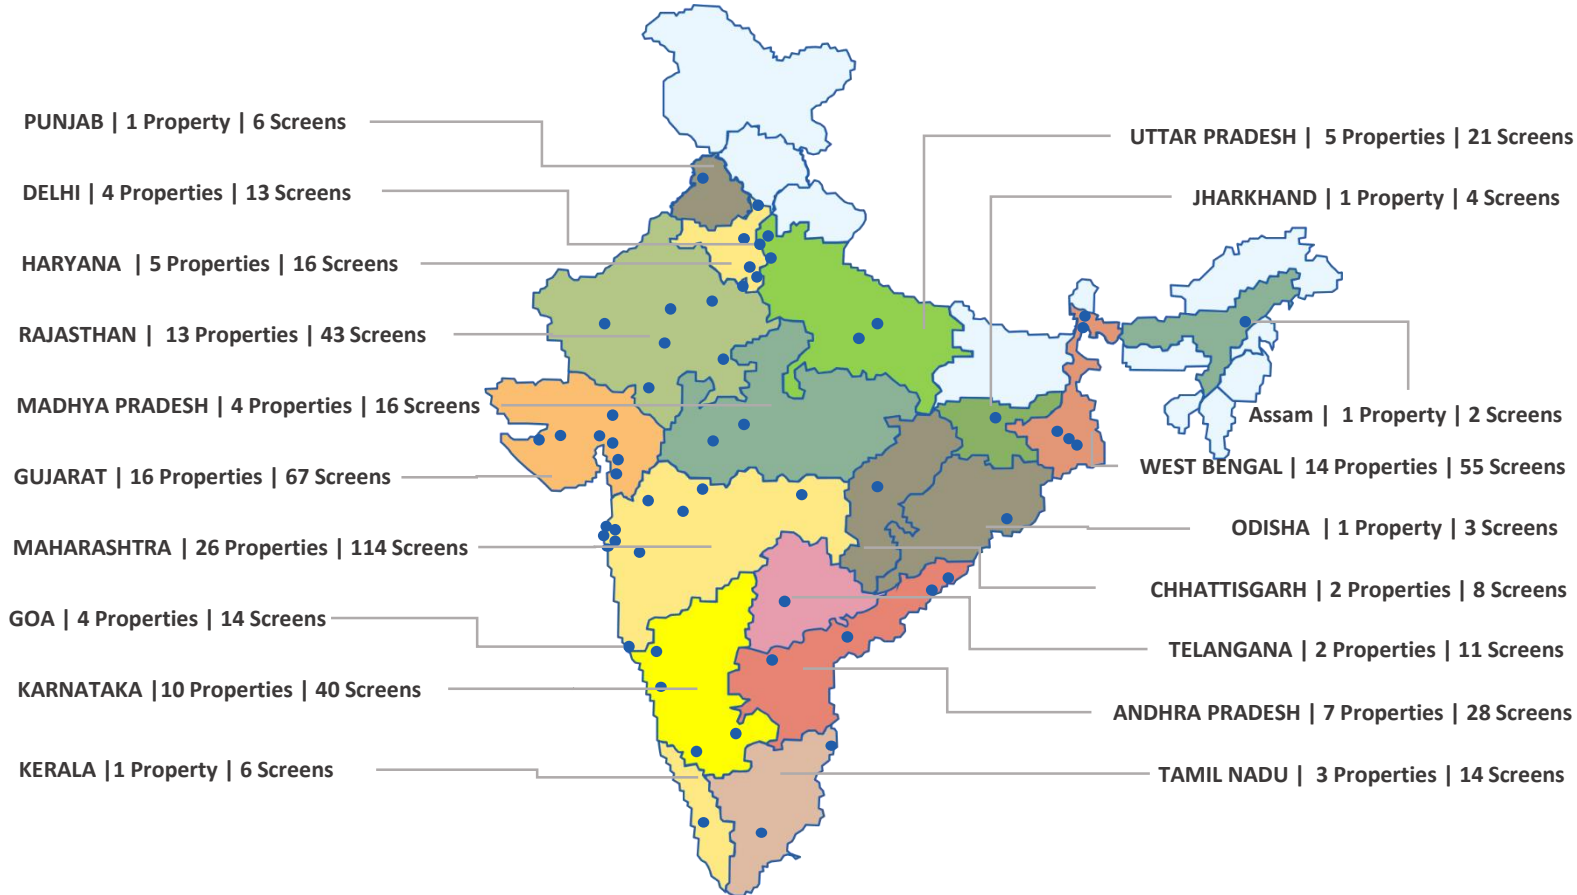 PUNJAB | 1 Property | 6 Screens
DELHI | 4 Properties | 13 Screens
HARYANA | 5 Properties | 16 Screens
RAJASTHAN | 13 Properties | 43 Screens
MADHYA PRADESH | 4 Properties | 16 Screens
GUJARAT | 16 Properties | 67 Screens
MAHARASHTRA | 26 Properties | 114 Screens
GOA | 4 Properties | 14 Screens
KARNATAKA |10 Properties | 40 Screens
KERALA |1 Property | 6 Screens
UTTAR PRADESH | 5 Properties | 21 Screens
JHARKHAND | 1 Property | 4 Screens
Assam | 1 Property | 2 Screens
WEST BENGAL | 14 Properties | 55 Screens
ODISHA | 1 Property | 3 Screens
CHHATTISGARH | 2 Properties | 8 Screens
TELANGANA | 2 Properties | 11 Screens
ANDHRA PRADESH | 7 Properties | 28 Screens
TAMIL NADU | 3 Properties | 14 Screens